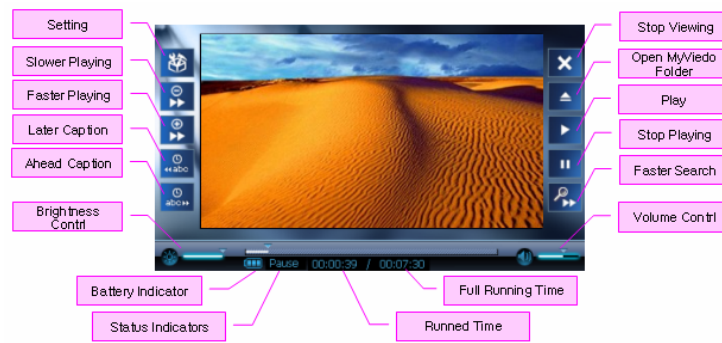 Setting
Slower Playing
Faster Playing
Later Caption
Ahead Caption
Brightness
Contrl
Stop Viewing
Open MyViedo
Folder
Play
Stop Playing
Faster Search
Volume Contrl
abc
abc
Pause
00:00:39 / 00:07:30
Battery Indicator
Full Running Time
Status Indicators
Runned Time